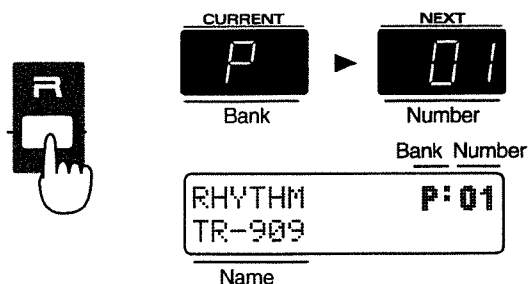 CURRENT NEXT
P 01
Bank Number
R
Bank Number
RHYTHM P:01
TR-909
Name